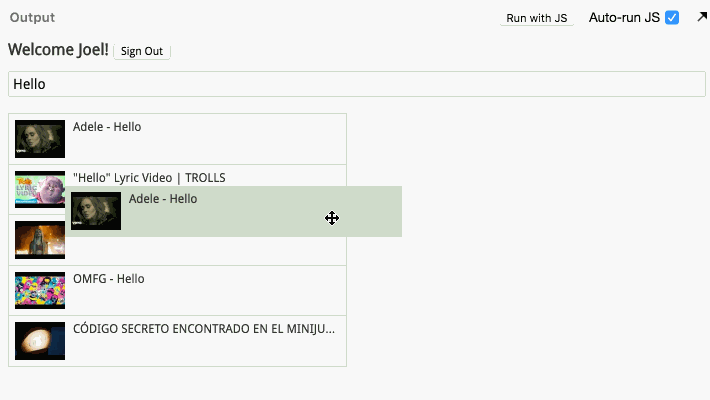 Output
Run with JS
Auto-run JS
Welcome Joel!
Sign Out
Hello
Adele - Hello
"Hello" Lyric Video | TROLLS
Adele - Hello
OMFG - Hello
CÓDIGO SECRETO ENCONTRADO EN EL MINIJU...